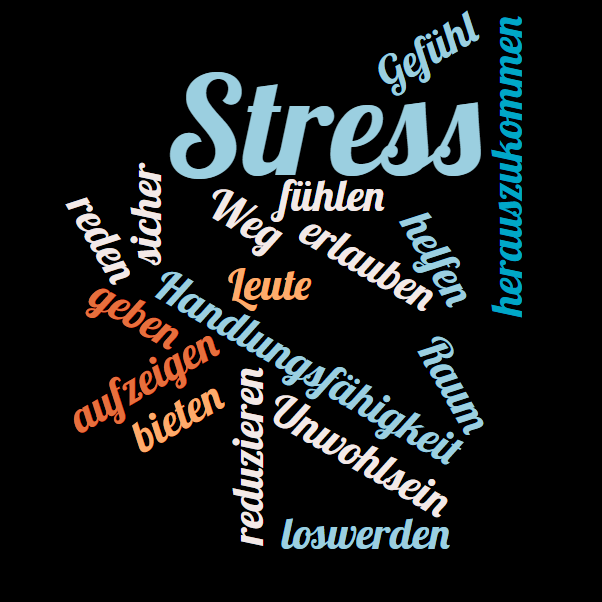 Gefühl
herauszukommen
Stress
fühlen
sicher
Weg
reden
erlauben
helfen
Leute
geben
Handlungsfähigkeit
aufzeigen
Raum
bieten
reduzieren
Unwohlsein
loswerden